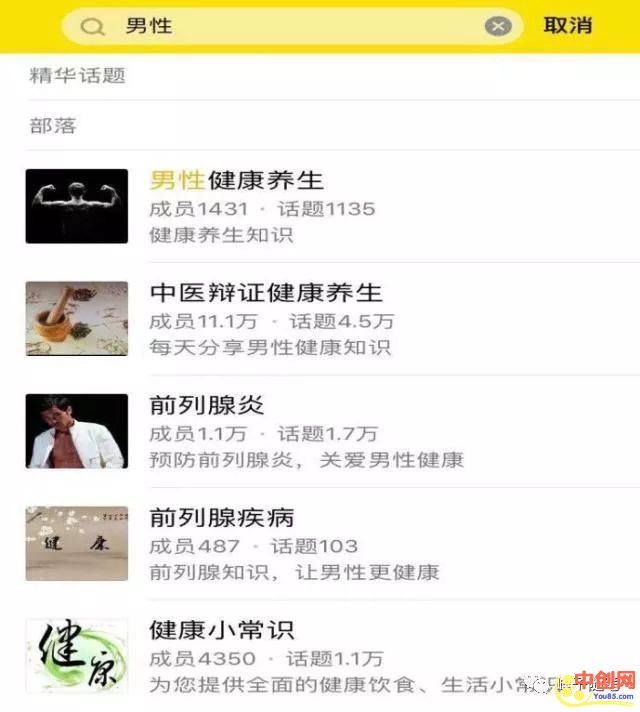 男性
取消
精华话题
部落
男性健康养生
成员1431 · 话题1135
健康养生知识
中医辩证健康养生
成员11.1万 · 话题4.5万
每天分享男性健康知识
前列腺炎
成员1.1万 · 话题1.7万
预防前列腺炎，关爱男性健康
健康
前列腺疾病
成员487 · 话题103
前列腺知识，让男性更健康
健康
健康小常识
成员4350 · 话题1.1万
为您提供全面的健康饮食、生活小常识
中创网
You85.com